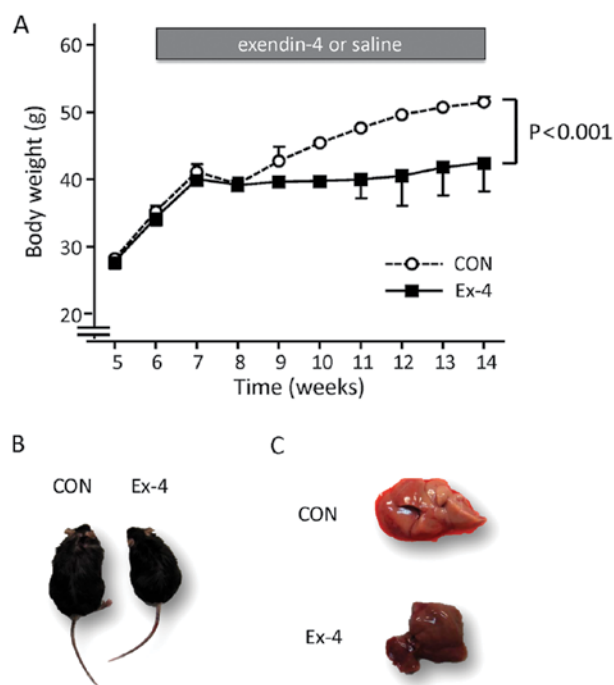 A
exendin-4 or saline
60
50
40
30
20
Body weight (g)
P<0.001
CON
Ex-4
5 6 7 8 9 10 11 12 13 14
Time (weeks)
B
CON Ex-4
C
CON
Ex-4